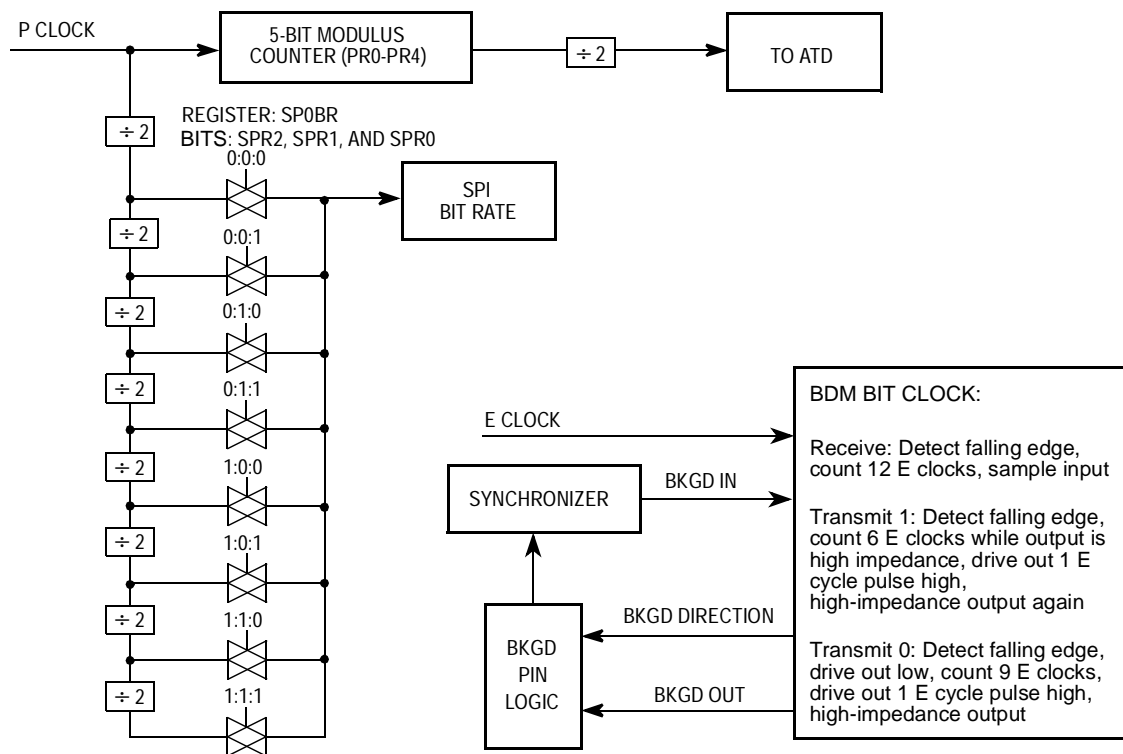 P CLOCK
5-BIT MODULUS
COUNTER (PR0-PR4)
÷ 2
TO ATD
÷ 2
REGISTER: SP0BR
BITS: SPR2, SPR1, AND SPR0
0:0:0
SPI
BIT RATE
÷ 2
0:0:1
÷ 2
0:1:0
÷ 2
0:1:1
÷ 2
1:0:0
÷ 2
1:0:1
÷ 2
1:1:0
÷ 2
1:1:1
E CLOCK
SYNCHRONIZER
BKGD IN
BKGD
PIN
LOGIC
BKGD DIRECTION
BKGD OUT
BDM BIT CLOCK:
Receive: Detect falling edge,
count 12 E clocks, sample input
Transmit 1: Detect falling edge,
count 6 E clocks while output is
high impedance, drive out 1 E
cycle pulse high,
high-impedance output again
Transmit 0: Detect falling edge,
drive out low, count 9 E clocks,
drive out 1 E cycle pulse high,
high-impedance output